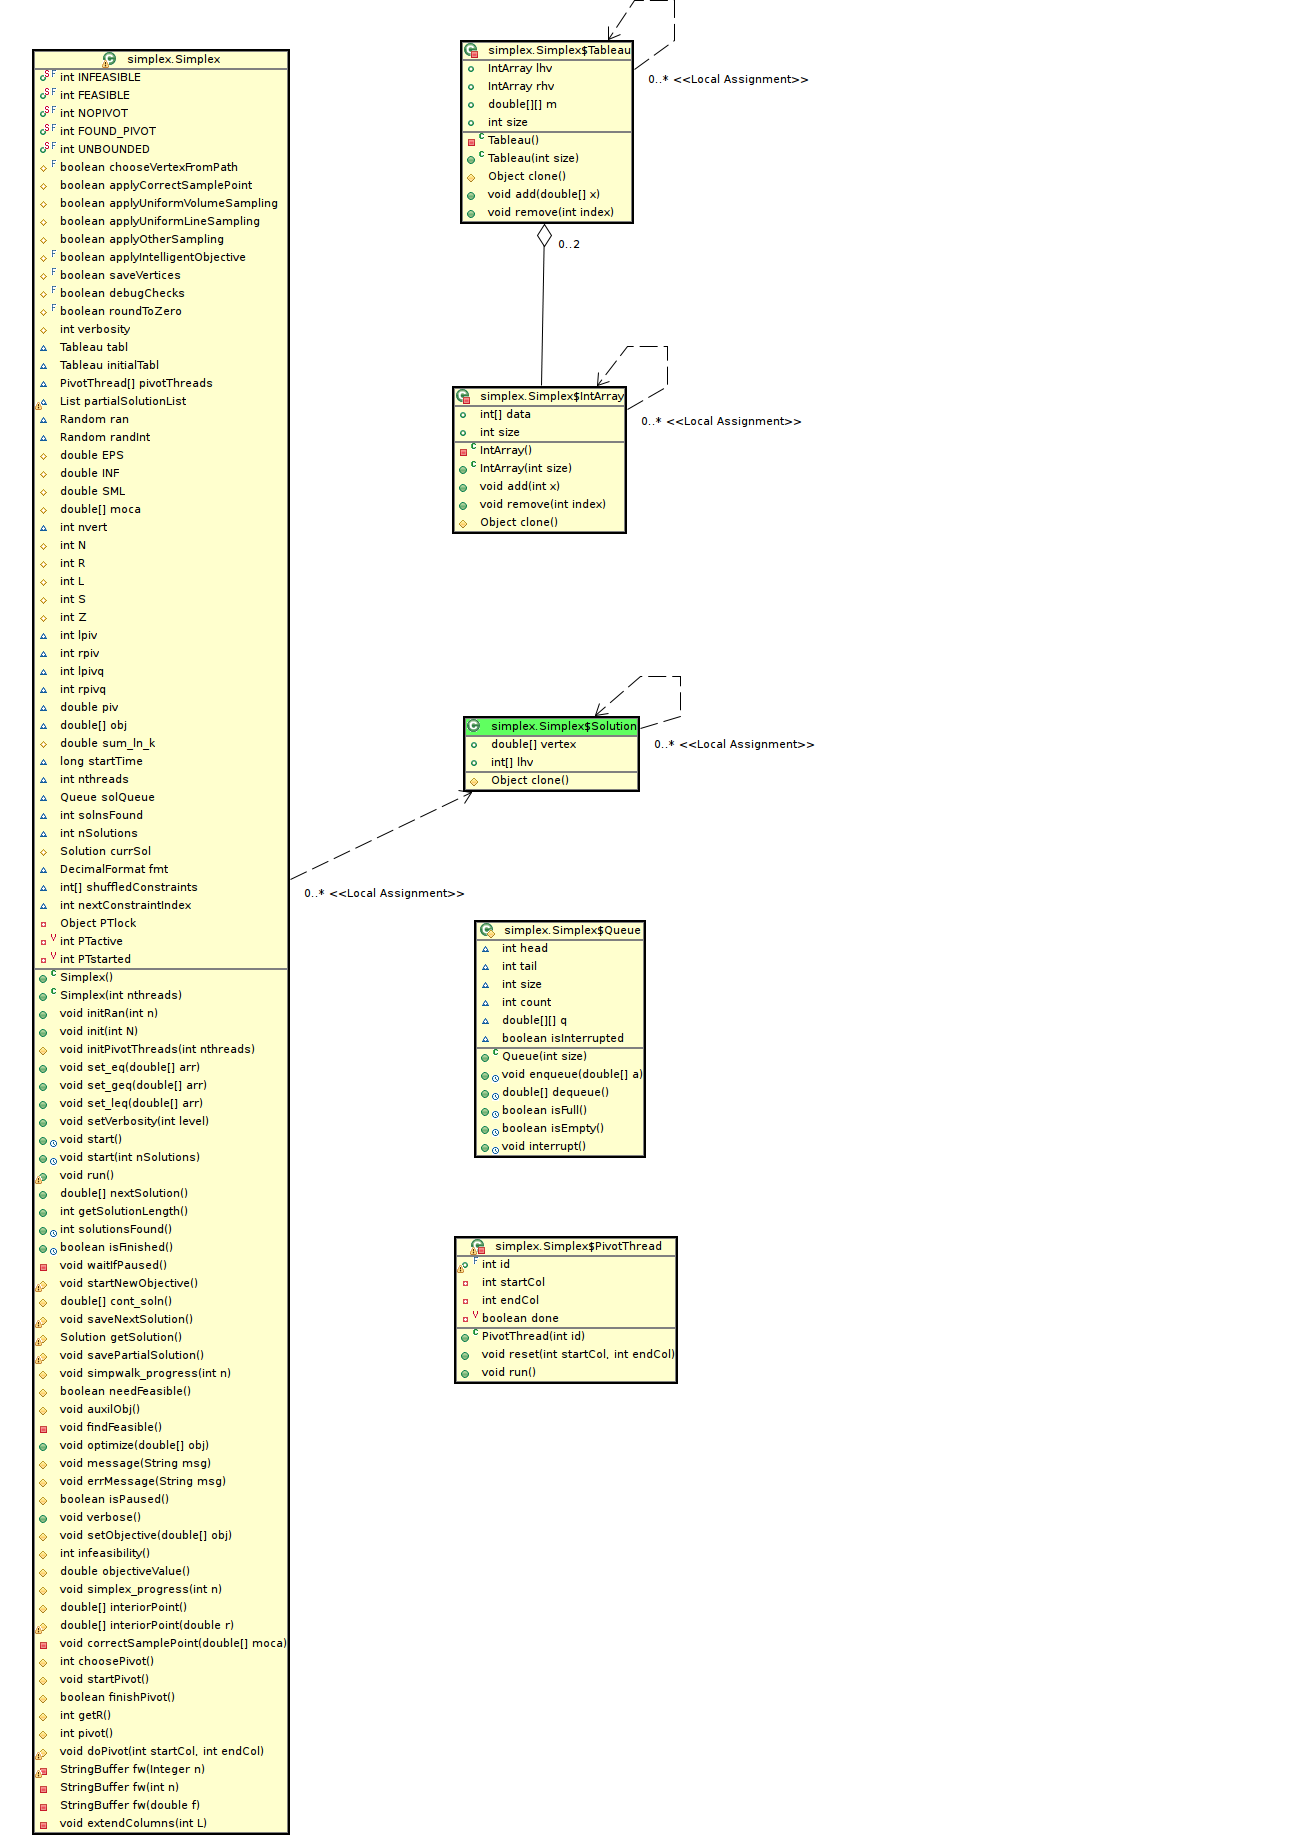 simplex.Simplex
int INFEASIBLE
int FEASIBLE
int NOPIVOT
int FOUND_PIVOT
int UNBOUNDED
boolean chooseVertexFromPath
boolean applyCorrectSamplePoint
boolean applyUniformVolumeSampling
boolean applyUniformLineSampling
boolean applyOtherSampling
boolean applyIntelligentObjective
boolean saveVertices
boolean debugChecks
boolean roundToZero
int verbosity
Tableau tabl
Tableau initialTabl
PivotThread[] pivotThreads
List partialSolutionList
Random ran
Random randInt
double EPS
double INF
double SML
double[] moca
int nvert
int N
int R
int L
int S
int Z
int lpiv
int rpiv
int lpivq
int rpivq
double piv
double[] obj
double sum_ln_k
long startTime
int nthreads
Queue solQueue
int solnsFound
int nSolutions
Solution currSol
DecimalFormat fmt
int[] shuffledConstraints
int nextConstraintIndex
Object PTlock
int PTactive
int PTstarted
Simplex()
Simplex(int nthreads)
void initRan(int n)
void init(int N)
void initPivotThreads(int nthreads)
void set_eq(double[] arr)
void set_geq(double[] arr)
void set_leq(double[] arr)
void setVerbosity(int level)
void start()
void start(int nSolutions)
void run()
double[] nextSolution()
int getSolutionLength()
int solutionsFound()
boolean isFinished()
void waitIfPaused()
void startNewObjective()
double[] cont_soln()
void saveNextSolution()
Solution getSolution()
void savePartialSolution()
void simpwalk_progress(int n)
boolean needFeasible()
void auxilObj()
void findFeasible()
void optimize(double[] obj)
void message(String msg)
void errMessage(String msg)
boolean isPaused()
void verbose()
void setObjective(double[] obj)
int infeasibility()
double objectiveValue()
void simplex_progress(int n)
double[] interiorPoint()
double[] interiorPoint(double r)
void correctSamplePoint(double[] moca)
int choosePivot()
void startPivot()
boolean finishPivot()
int getR()
int pivot()
void doPivot(int startCol, int endCol)
StringBuffer fw(Integer n)
StringBuffer fw(int n)
StringBuffer fw(double f)
void extendColumns(int L)
simplex.Simplex$Tableau
IntArray lhv
IntArray rhv
double[][] m
int size
Tableau()
Tableau(int size)
Object clone()
void add(double[] x)
void remove(int index)
0..* <<Local Assignment>>
0..2
simplex.Simplex$IntArray
int[] data
int size
IntArray()
IntArray(int size)
void add(int x)
void remove(int index)
Object clone()
0..* <<Local Assignment>>
simplex.Simplex$Solution
double[] vertex
int[] lhv
Object clone()
0..* <<Local Assignment>>
0..* <<Local Assignment>>
simplex.Simplex$Queue
int head
int tail
int size
int count
double[][] q
boolean isInterrupted
Queue(int size)
void enqueue(double[] a)
double[] dequeue()
boolean isFull()
boolean isEmpty()
void interrupt()
simplex.Simplex$PivotThread
int id
int startCol
int endCol
boolean done
PivotThread(int id)
void reset(int startCol, int endCol)
void run()